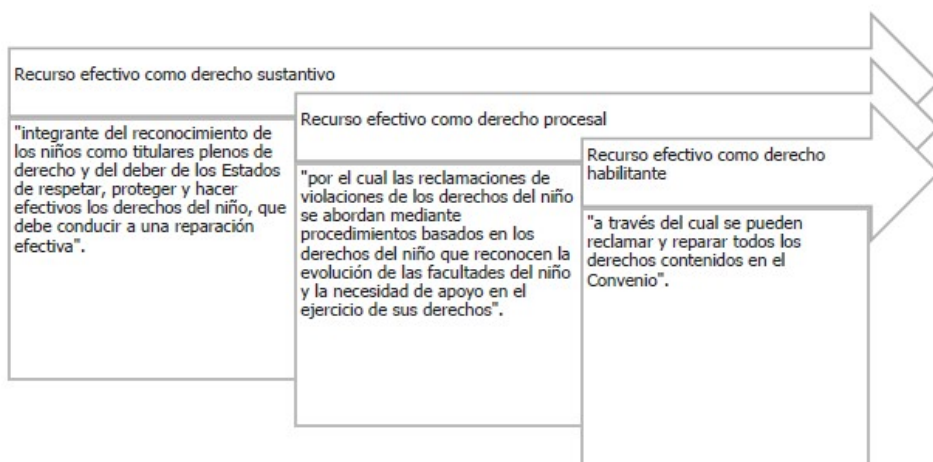 Recurso efectivo como derecho sustantivo
"integrante del reconocimiento de
los niños como titulares plenos de
derecho y del deber de los Estados
de respetar, proteger y hacer
efectivos los derechos del niño, que
debe conducir a una reparación
efectiva".
Recurso efectivo como derecho procesal
"por el cual las reclamaciones de
violaciones de los derechos del niño
se abordan mediante
procedimientos basados en los
derechos del niño que reconocen la
evolución de las facultades del niño
y la necesidad de apoyo en el
ejercicio de sus derechos".
Recurso efectivo como derecho
habilitante
"a través del cual se pueden
reclamar y reparar todos los
derechos contenidos en el
Convenio".